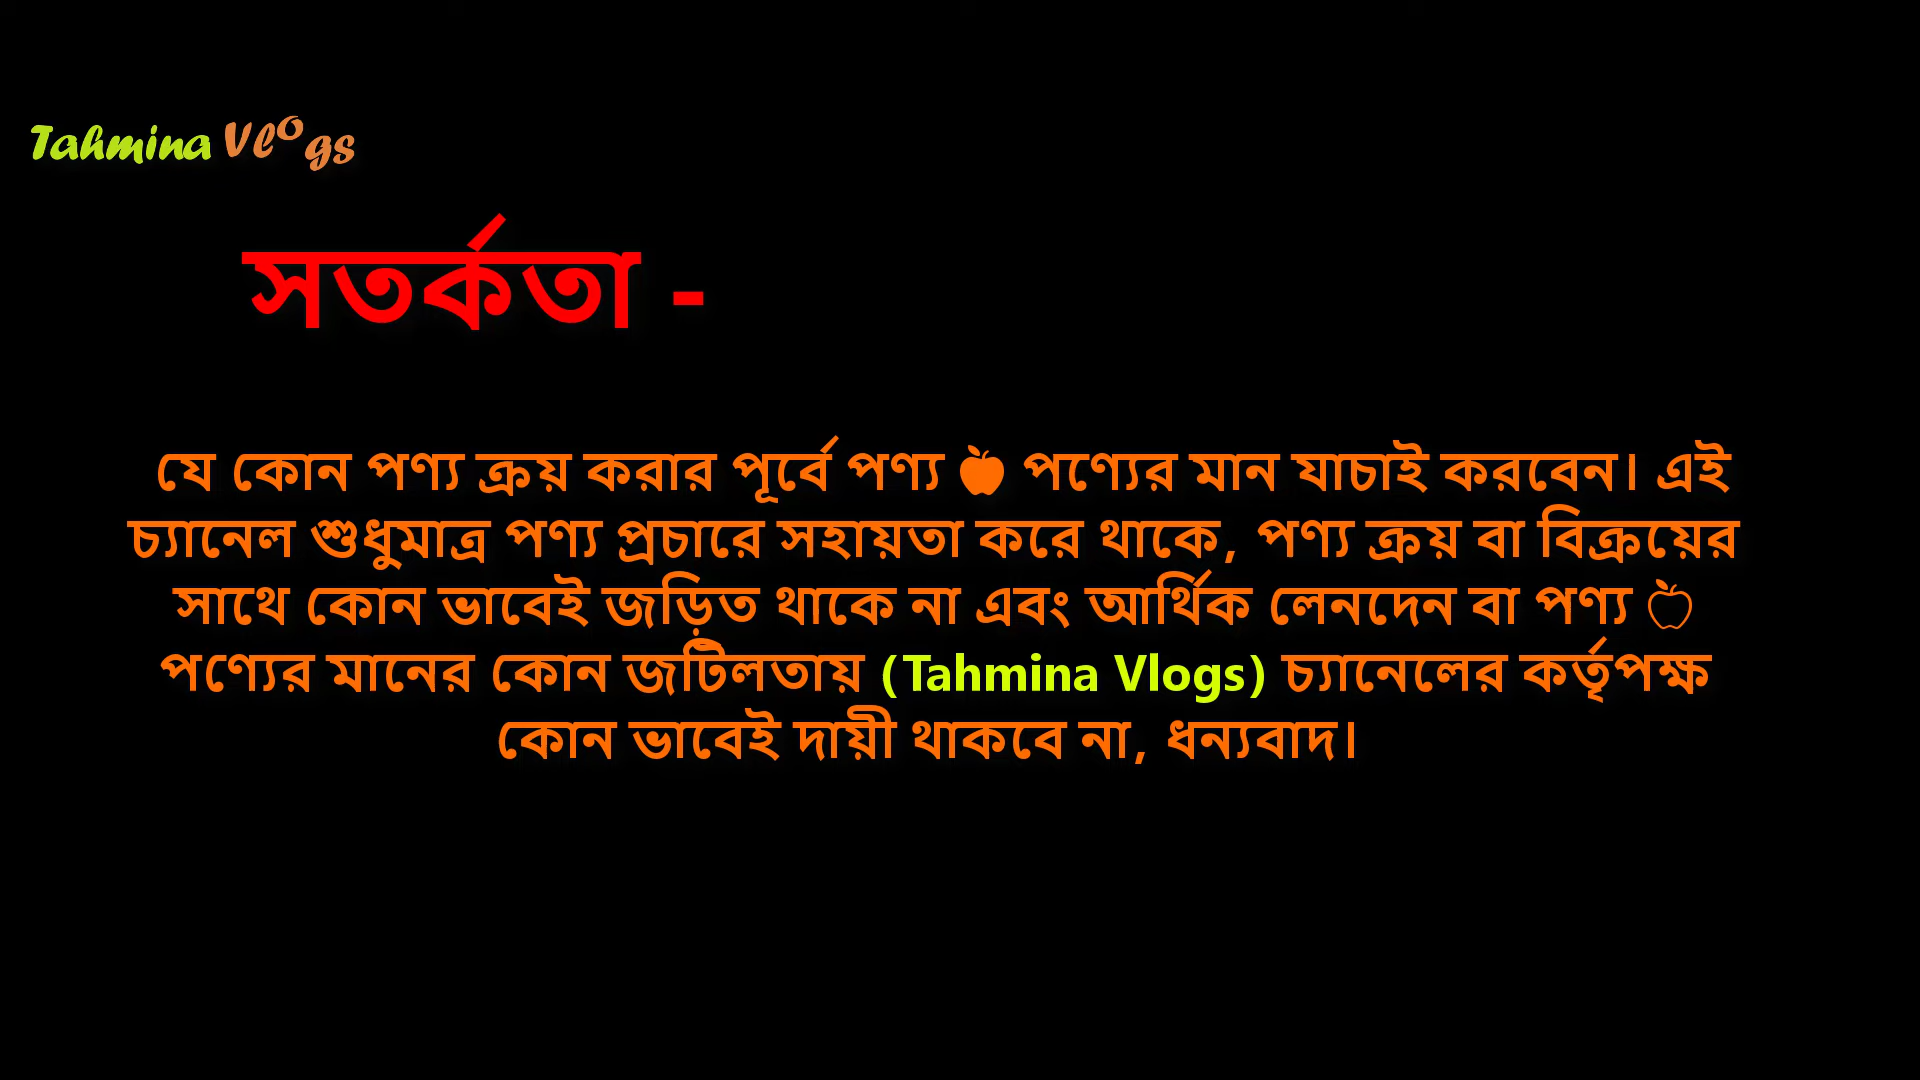 Tahmina Vlogs
সতর্কতা -
যে কোন পণ্য ক্রয় করার পূর্বে পণ্য 🍎 পণ্যের মান যাচাই করবেন। এই
চ্যানেল শুধুমাত্র পণ্য প্রচারে সহায়তা করে থাকে, পণ্য ক্রয় বা বিক্রয়ের
সাথে কোন ভাবেই জড়িত থাকে না এবং আর্থিক লেনদেন বা পণ্য 🍎
পণ্যের মানের কোন জটিলতায় (Tahmina Vlogs) চ্যানেলের কর্তৃপক্ষ
কোন ভাবেই দায়ী থাকবে না, ধন্যবাদ।